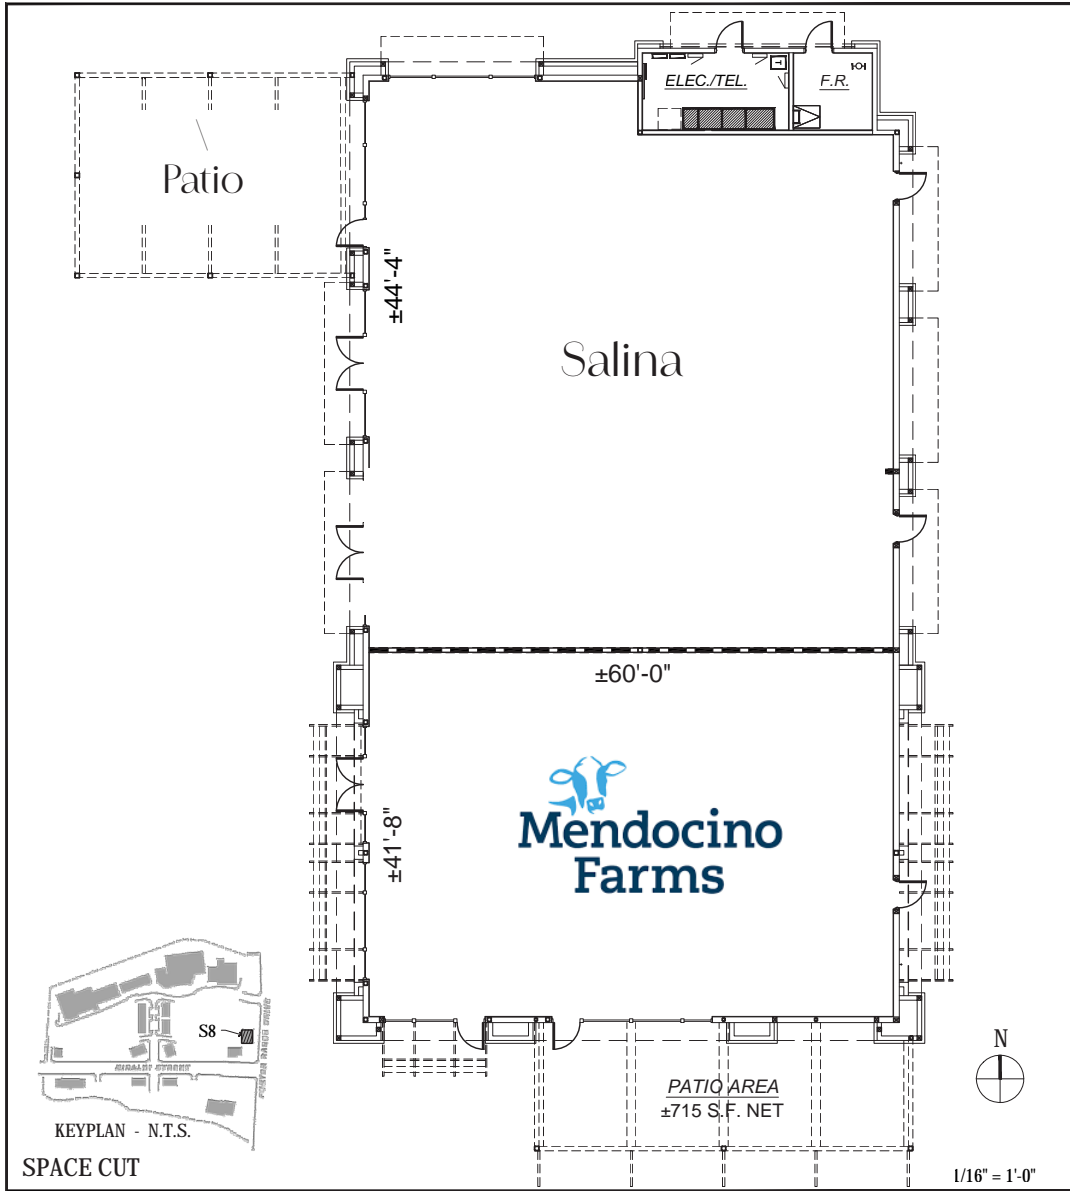 ELEC./TEL.
F.R.
T
Patio
±44'-4"
Salina
±60'-0"
Mendocino
Farms
±41'-8"
S8
PATIO AREA
±715 S.F. NET
N
KEYPLAN - N.T.S.
SPACE CUT
1/16" = 1'-0"